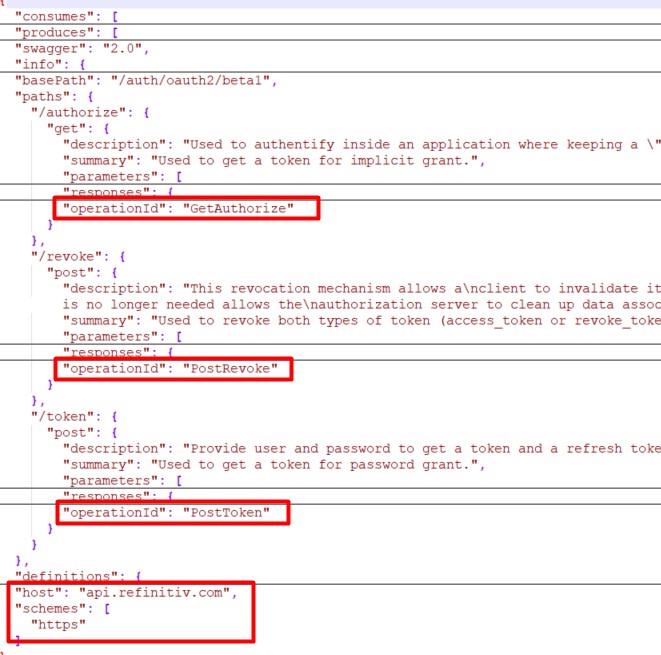 {
"consumes": [
"produces": [
"swagger": "2.0",
"info": {
"basePath": "/auth/oauth2/beta1",
"paths": {
"/authorize": {
"get": {
"description": "Used to authentify inside an application where keeping a \"
"summary": "Used to get a token for implicit grant.",
"parameters": [
"responses": {
"operationId": "GetAuthorize"
}
},
"/revoke": {
"post": {
"description": "This revocation mechanism allows a\nclient to invalidate it
is no longer needed allows the\nauthorization server to clean up data assoc
"summary": "Used to revoke both types of token (access_token or revoke_toke
"parameters": [
"responses": {
"operationId": "PostRevoke"
}
},
"/token": {
"post": {
"description": "Provide user and password to get a token and a refresh toke
"summary": "Used to get a token for password grant.",
"parameters": [
"responses": {
"operationId": "PostToken"
}
}
},
"definitions": {
"host": "api.refinitiv.com",
"schemes": [
"https"
]
}